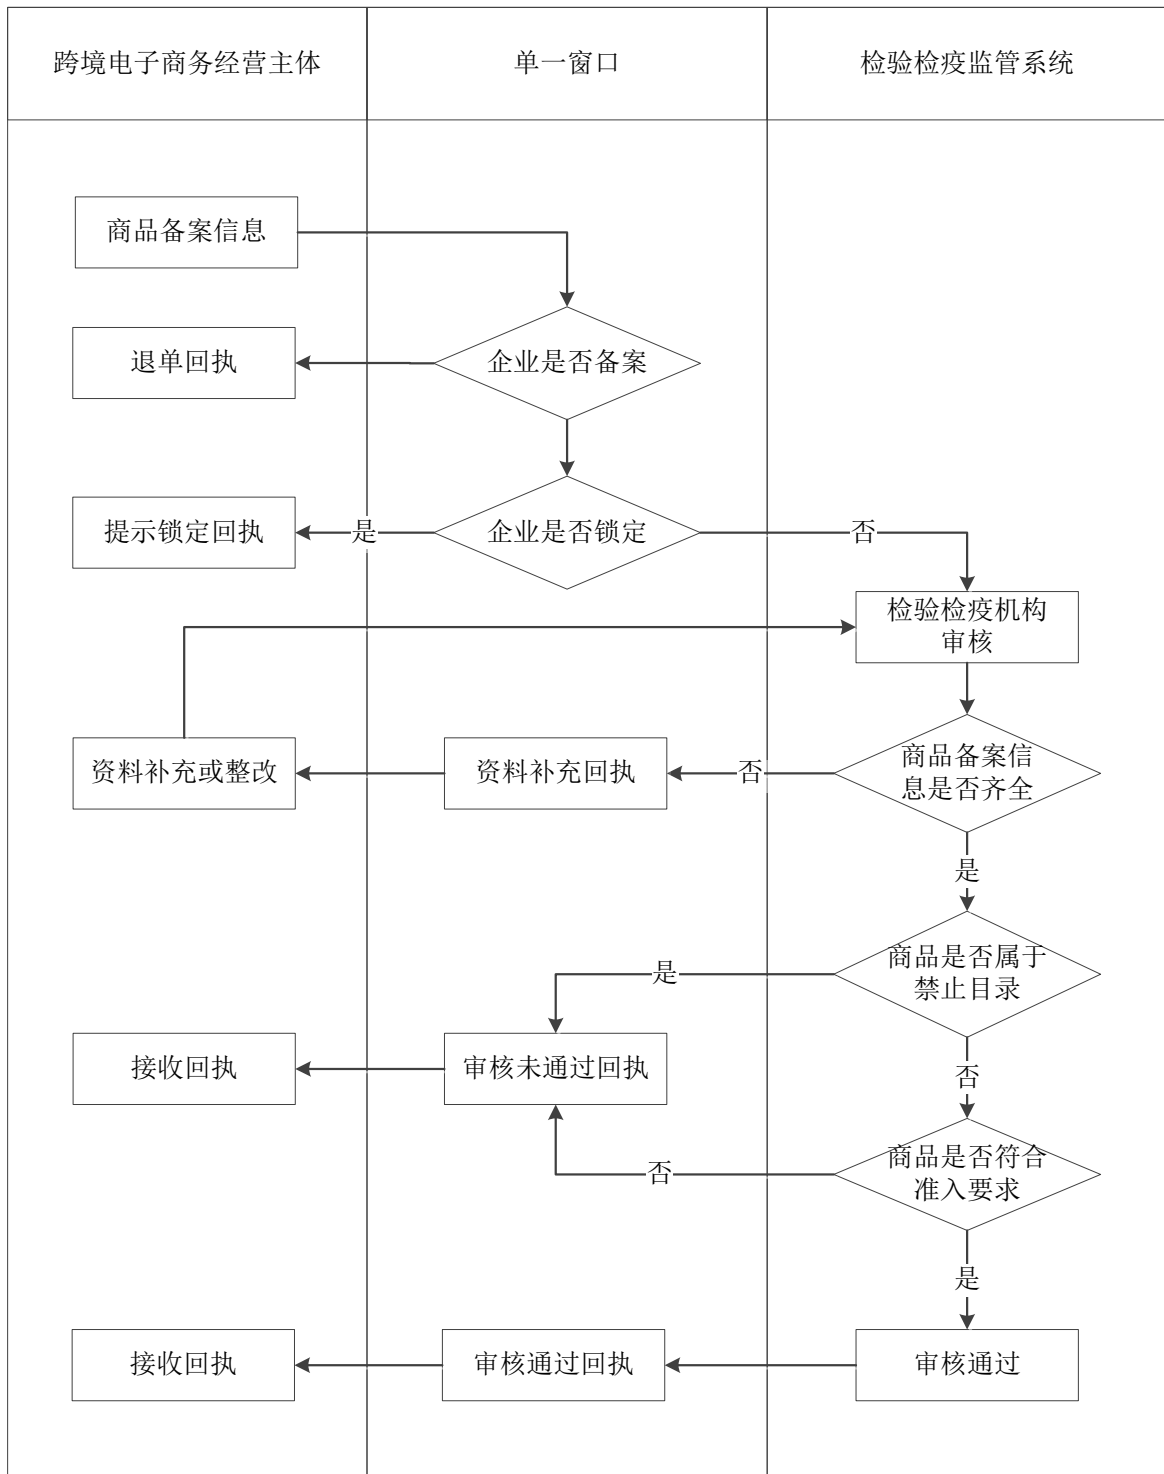 跨境电子商务经营主体
单一窗口
检验检疫监管系统
商品备案信息
退单回执
企业是否备案
提示锁定回执
是
企业是否锁定
否
检验检疫机构
审核
资料补充或整改
资料补充回执
否
商品备案信
息是否齐全
是
商品是否属于
禁止目录
是
接收回执
审核未通过回执
否
商品是否符合
准入要求
否
是
接收回执
审核通过回执
审核通过